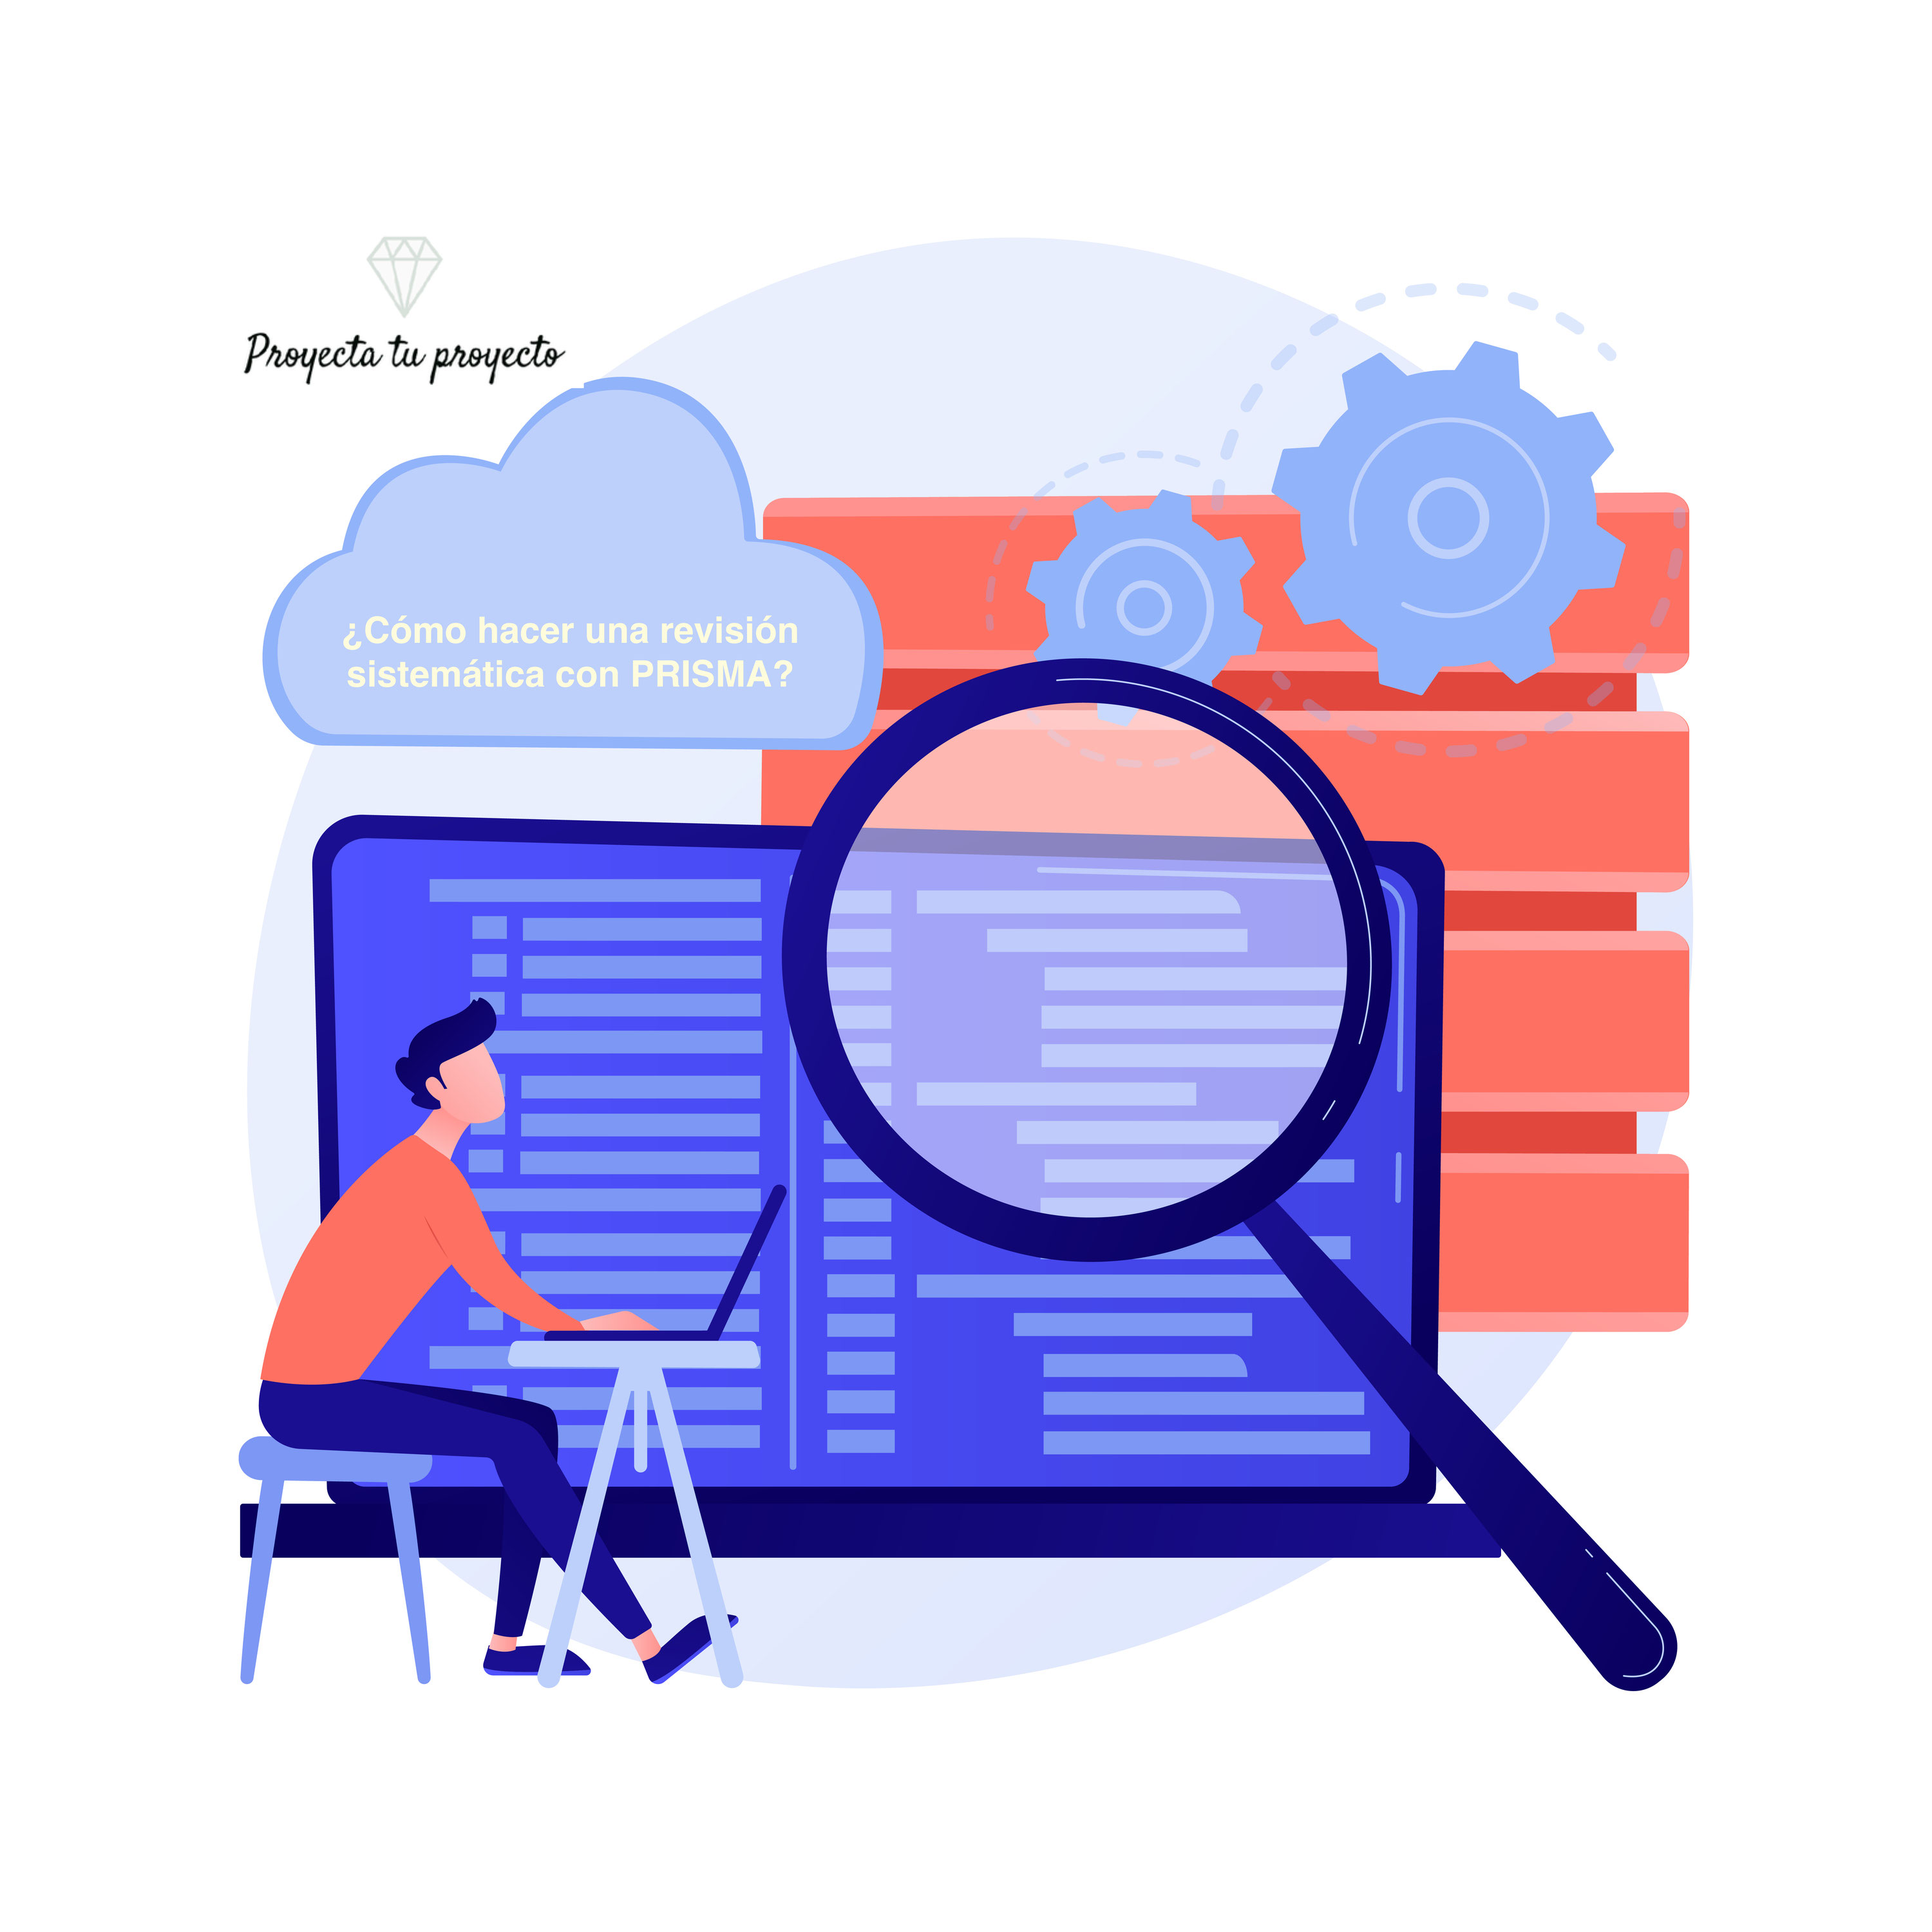 Proyecta tu proyecto
¿Cómo hacer una revisión
sistemática con PRISMA?